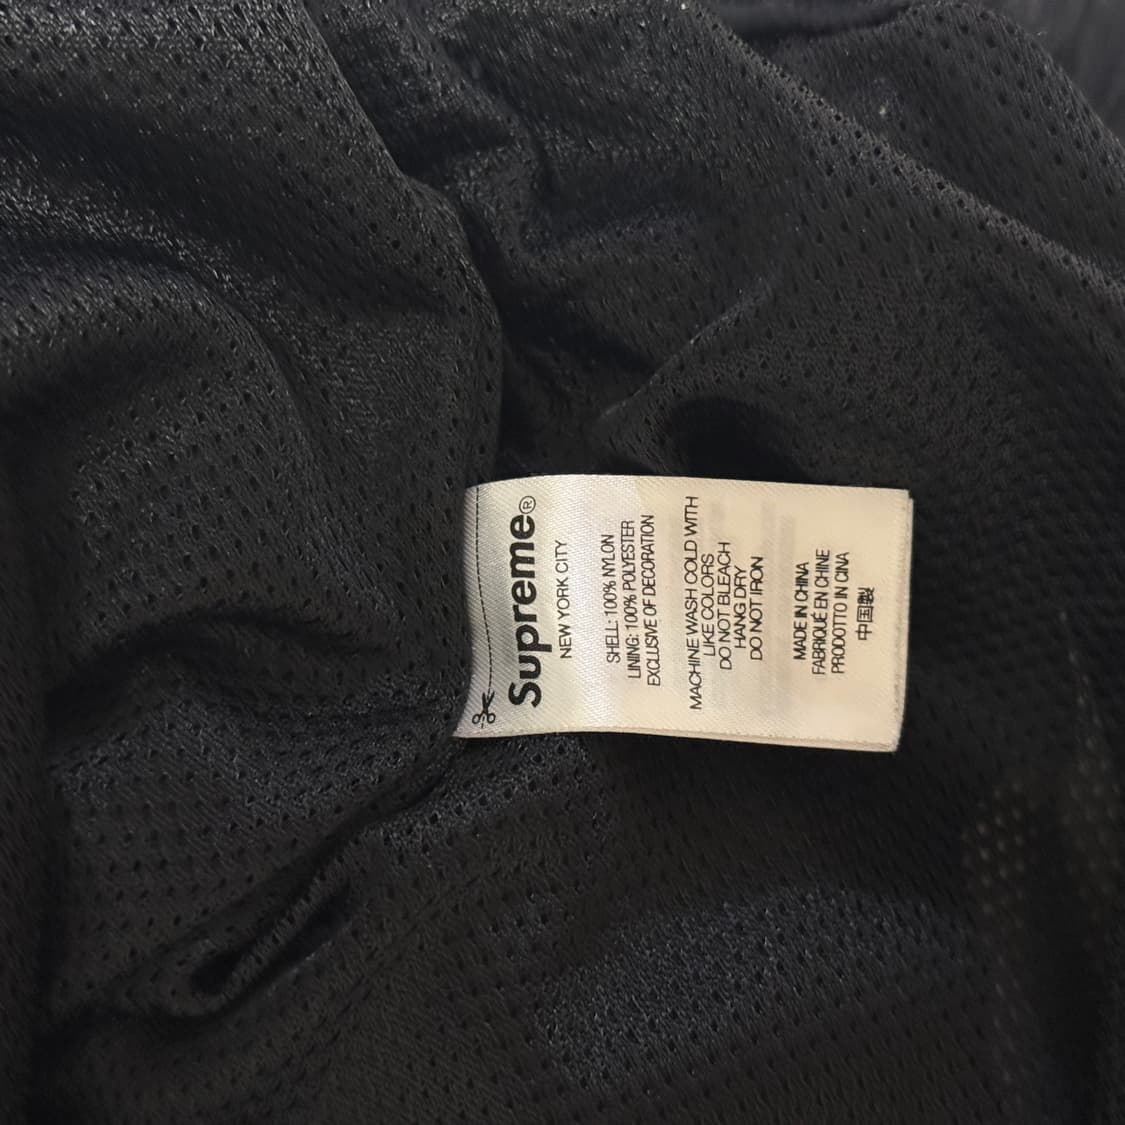 Supreme®
NEW YORK CITY
SHELL: 100% NYLON
LINING: 100% POLYESTER
EXCLUSIVE OF DECORATION
MACHINE WASH COLD WITH
LIKE COLORS
DO NOT BLEACH
HANG DRY
DO NOT IRON
MADE IN CHINA
FABRIQUÉ EN CHINE
PRODOTTO IN CINA
中国製